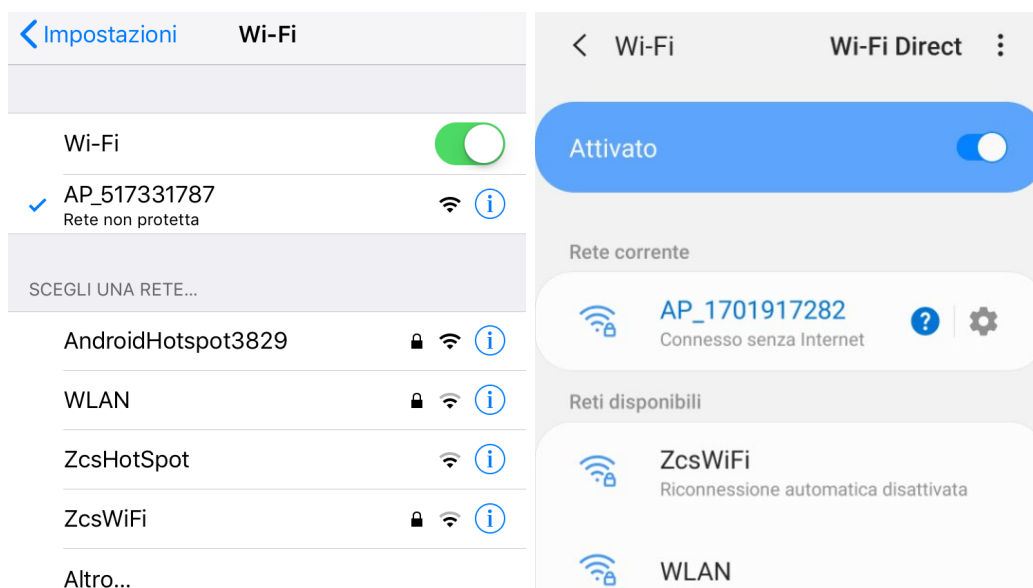 Impostazioni Wi-Fi
Wi-Fi
AP_517331787
Rete non protetta
SCEGLI UNA RETE...
AndroidHotspot3829
WLAN
ZcsHotSpot
ZcsWiFi
Altro...
Wi-Fi Wi-Fi Direct
Attivato
Rete corrente
AP_1701917282
Connesso senza Internet
Reti disponibili
ZcsWiFi
Riconnessione automatica disattivata
WLAN